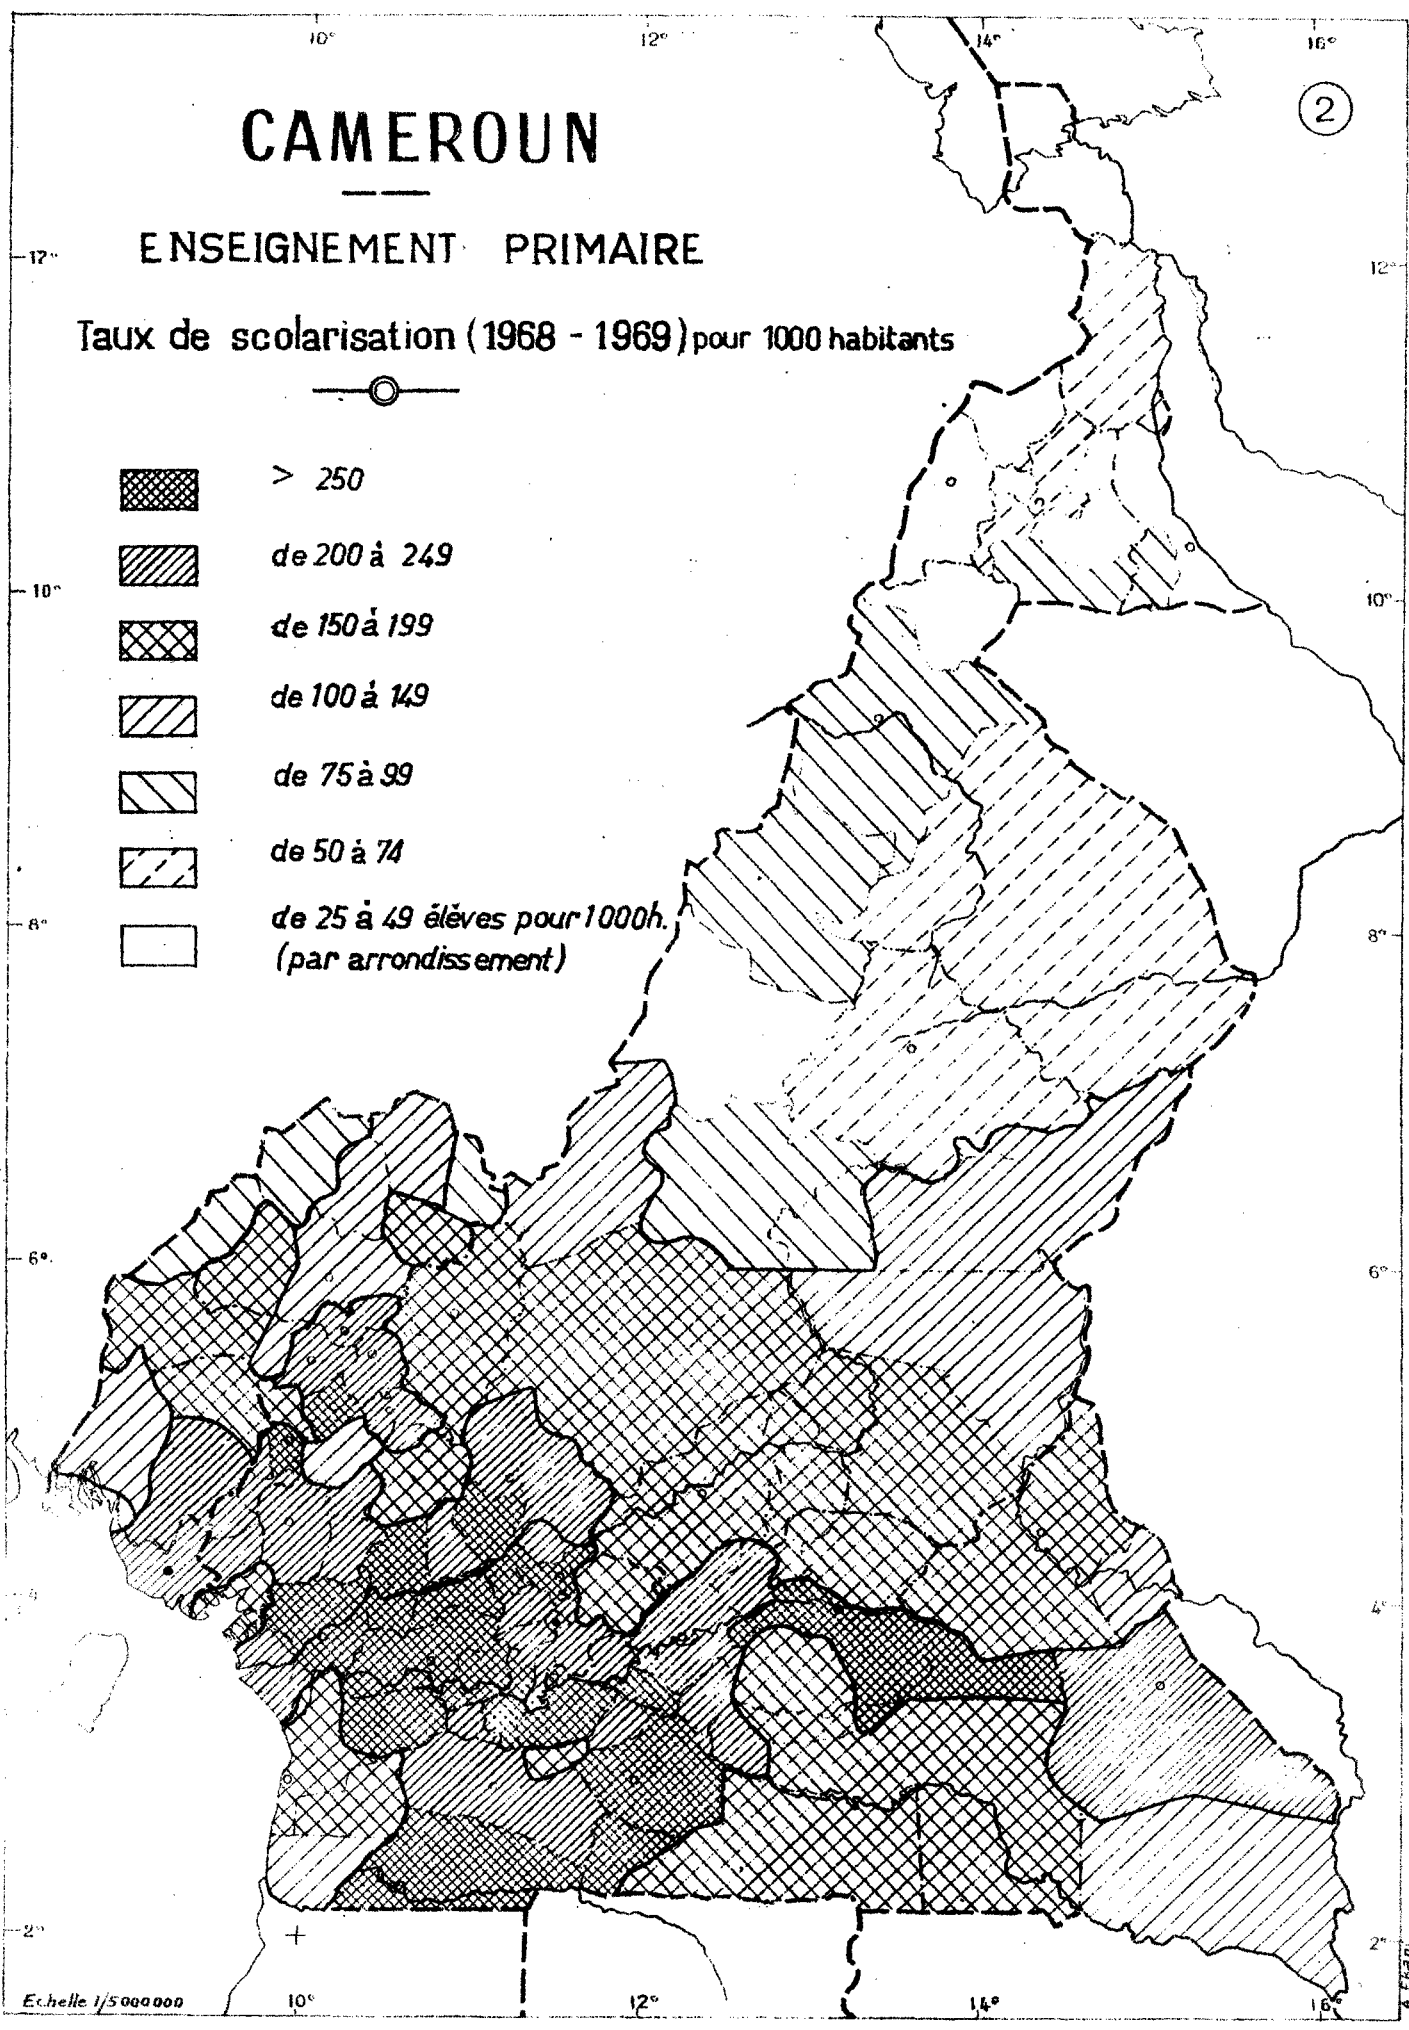 10° 12° 14° 16°
2
CAMEROUN
ENSEIGNEMENT PRIMAIRE
12° 12°
Taux de scolarisation (1968 - 1969) pour 1000 habitants
> 250
de 200 à 249
10° 10°
de 150 à 199
de 100 à 149
de 75 à 99
de 50 à 74
de 25 à 49 élèves pour 1000h.
8° 8°
(par arrondissement)
6° 6°
4°
2° 2°
Echelle 1/5000000
10° 12° 14° 16°